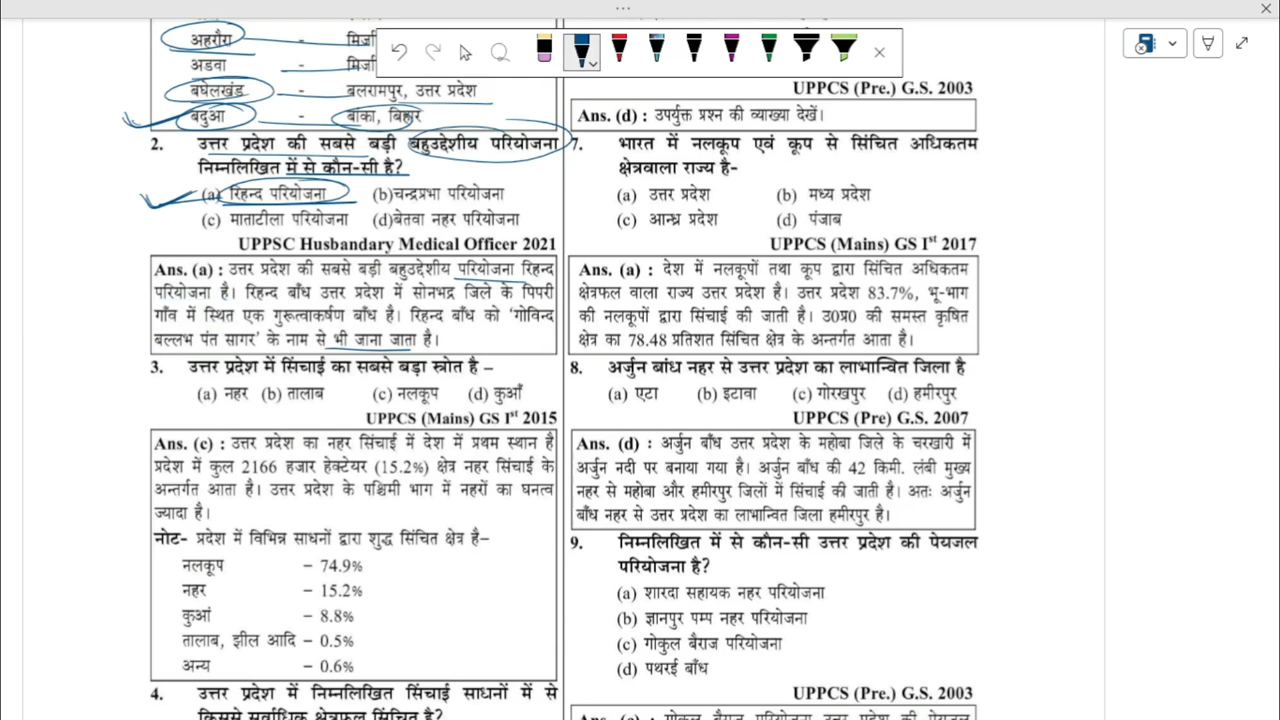 अहरौरा - मिर्जा
अडवा - मिर्जा
बघेलखंड - बलरामपुर, उत्तर प्रदेश
बदुआ - बांका, बिहार
2. उत्तर प्रदेश की सबसे बड़ी बहुउद्देशीय परियोजना
निम्नलिखित में से कौन-सी है?
(a) रिहन्द परियोजना (b)चन्द्रप्रभा परियोजना
(c) माताटीला परियोजना (d)बेतवा नहर परियोजना
UPPSC Husbandary Medical Officer 2021
Ans. (a) : उत्तर प्रदेश की सबसे बड़ी बहुउद्देशीय परियोजना रिहन्द
परियोजना है। रिहन्द बाँध उत्तर प्रदेश में सोनभद्र जिले के पिपरी
गाँव में स्थित एक गुरूत्वाकर्षण बाँध है। रिहन्द बाँध को 'गोविन्द
बल्लभ पंत सागर' के नाम से भी जाना जाता है।
3. उत्तर प्रदेश में सिंचाई का सबसे बड़ा स्त्रोत है –
(a) नहर (b) तालाब (c) नलकूप (d) कुआँ
UPPCS (Mains) GS Ist 2015
Ans. (c) : उत्तर प्रदेश का नहर सिंचाई में देश में प्रथम स्थान है
प्रदेश में कुल 2166 हजार हेक्टेयर (15.2%) क्षेत्र नहर सिंचाई के
अन्तर्गत आता है। उत्तर प्रदेश के पश्चिमी भाग में नहरों का घनत्व
ज्यादा है।
नोट- प्रदेश में विभिन्न साधनों द्वारा शुद्ध सिंचित क्षेत्र है–
नलकूप – 74.9%
नहर – 15.2%
कुआं – 8.8%
तालाब, झील आदि – 0.5%
अन्य – 0.6%
4. उत्तर प्रदेश में निम्नलिखित सिंचाई साधनों में से
किससे सर्वाधिक क्षेत्रफल सिंचित है?
UPPCS (Pre.) G.S. 2003
Ans. (d) : उपर्युक्त प्रश्न की व्याख्या देखें।
7. भारत में नलकूप एवं कूप से सिंचित अधिकतम
क्षेत्रवाला राज्य है-
(a) उत्तर प्रदेश (b) मध्य प्रदेश
(c) आन्ध्र प्रदेश (d) पंजाब
UPPCS (Mains) GS Ist 2017
Ans. (a) : देश में नलकूपों तथा कूप द्वारा सिंचित अधिकतम
क्षेत्रफल वाला राज्य उत्तर प्रदेश है। उत्तर प्रदेश 83.7%, भू-भाग
की नलकूपों द्वारा सिंचाई की जाती है। उ0प्र0 की समस्त कृषित
क्षेत्र का 78.48 प्रतिशत सिंचित क्षेत्र के अन्तर्गत आता है।
8. अर्जुन बांध नहर से उत्तर प्रदेश का लाभान्वित जिला है
(a) एटा (b) इटावा (c) गोरखपुर (d) हमीरपुर
UPPCS (Pre) G.S. 2007
Ans. (d) : अर्जुन बाँध उत्तर प्रदेश के महोबा जिले के चरखारी में
अर्जुन नदी पर बनाया गया है। अर्जुन बाँध की 42 किमी. लंबी मुख्य
नहर से महोबा और हमीरपुर जिलों में सिंचाई की जाती है। अतः अर्जुन
बाँध नहर से उत्तर प्रदेश का लाभान्वित जिला हमीरपुर है।
9. निम्नलिखित में से कौन-सी उत्तर प्रदेश की पेयजल
परियोजना है?
(a) शारदा सहायक नहर परियोजना
(b) ज्ञानपुर पम्प नहर परियोजना
(c) गोकुल बैराज परियोजना
(d) पथरई बाँध
UPPCS (Pre.) G.S. 2003
Ans. (c) : गोकुल बैराज परियोजना उत्तर प्रदेश की पेयजल